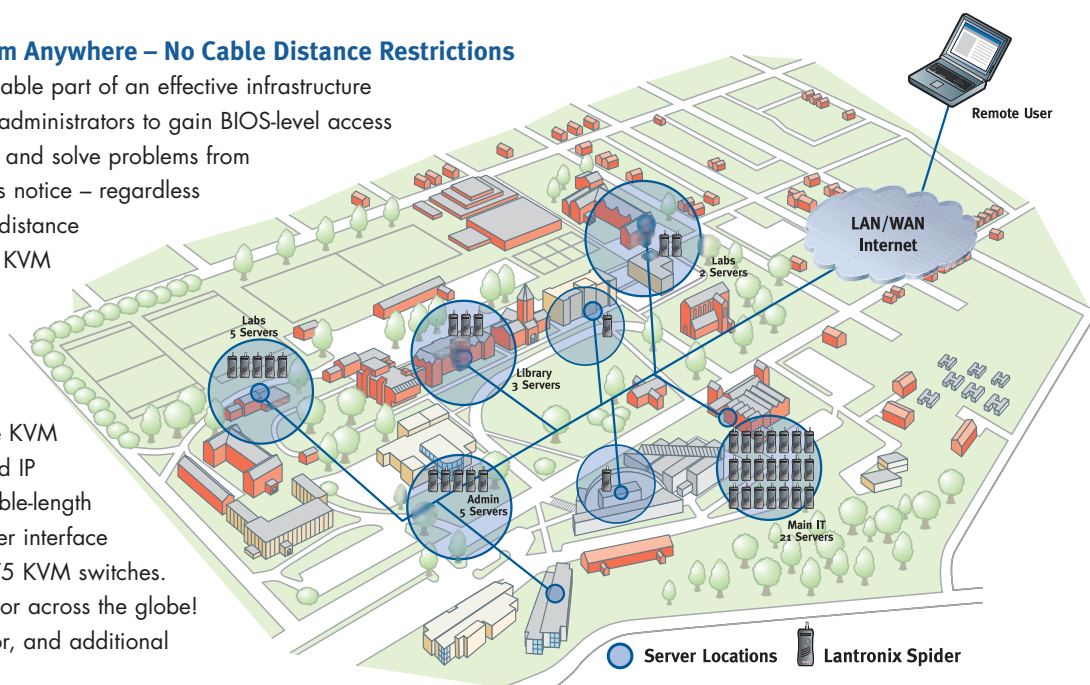 m Anywhere – No Cable Distance Restrictions
able part of an effective infrastructure
administrators to gain BIOS-level access
and solve problems from
s notice – regardless
distance
KVM
e KVM
d IP
ble-length
er interface
T5 KVM switches.
or across the globe!
or, and additional
Remote User
LAN/WAN
Internet
Labs
2 Servers
Labs
5 Servers
Library
3 Servers
Admin
5 Servers
Main IT
21 Servers
Server Locations
Lantronix Spider